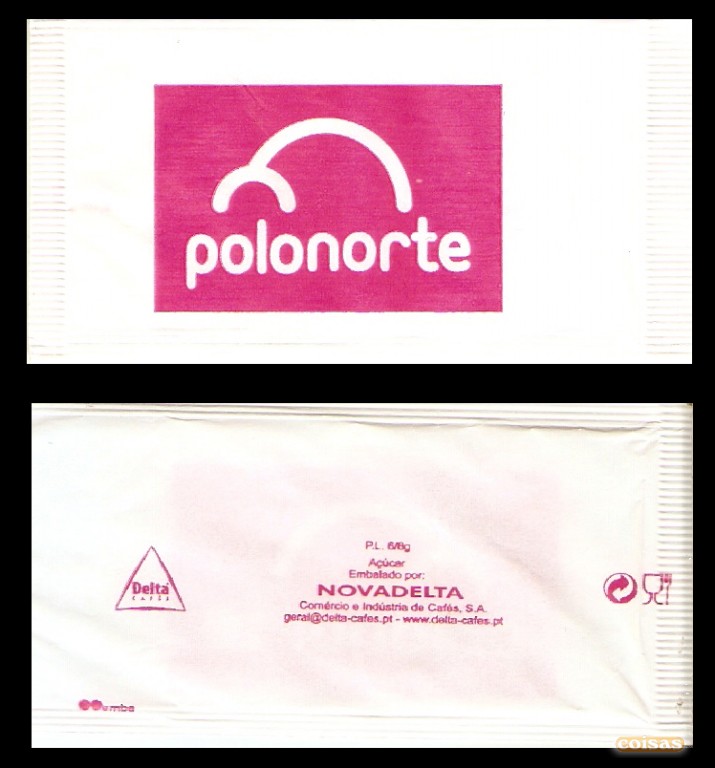 polonorte
P.L. 6/8g
Açúcar
Embalado por:
NOVADELTA
Comércio e Indústria de Cafés, S.A.
geral@delta-cafes.pt - www.delta-cafes.pt
Delta
CAFÉS
coisas